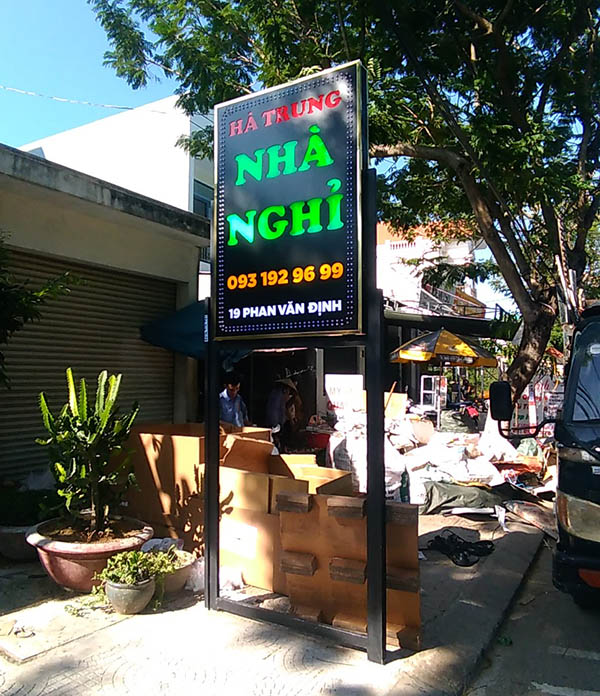 HÀ TRUNG
NHÀ
NGHỈ
093 192 96 99
19 PHAN VĂN ĐỊNH